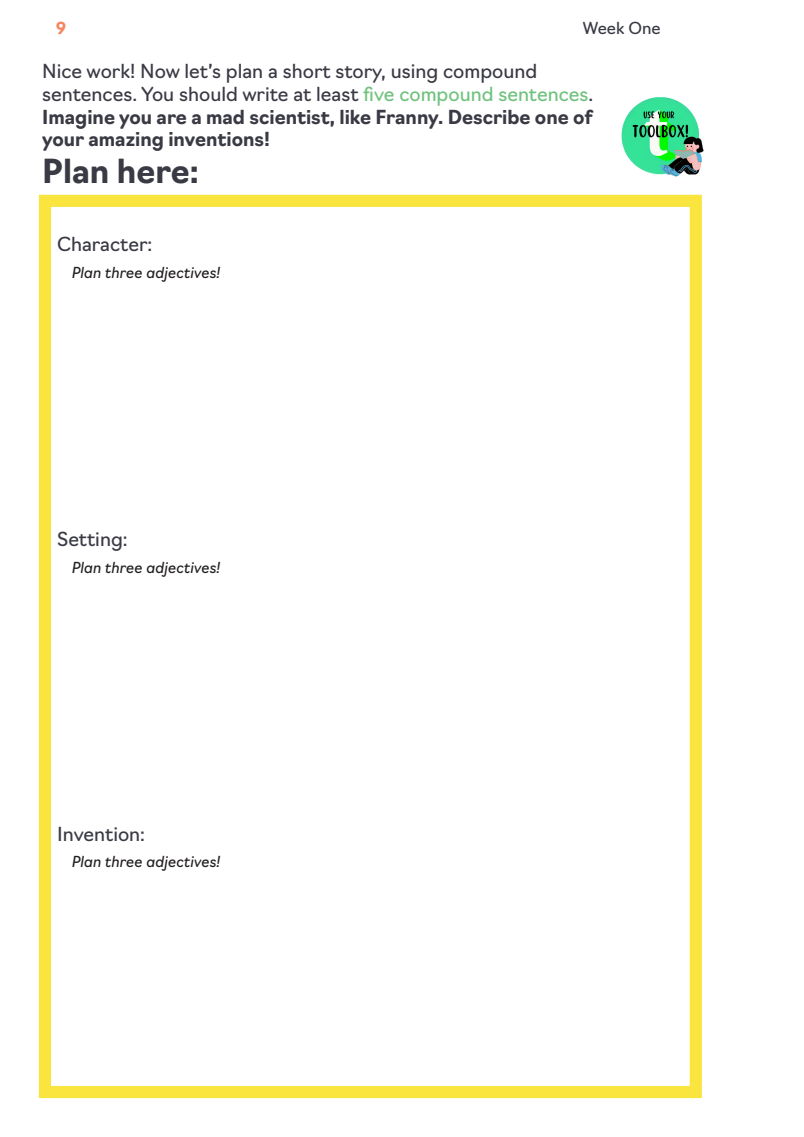 9
Week One
Nice work! Now let's plan a short story, using compound
sentences. You should write at least five compound sentences.
Imagine you are a mad scientist, like Franny. Describe one of
your amazing inventions!
USE YOUR
TOOLBOX!
t
Plan here:
Character:
Plan three adjectives!
Setting:
Plan three adjectives!
Invention:
Plan three adjectives!